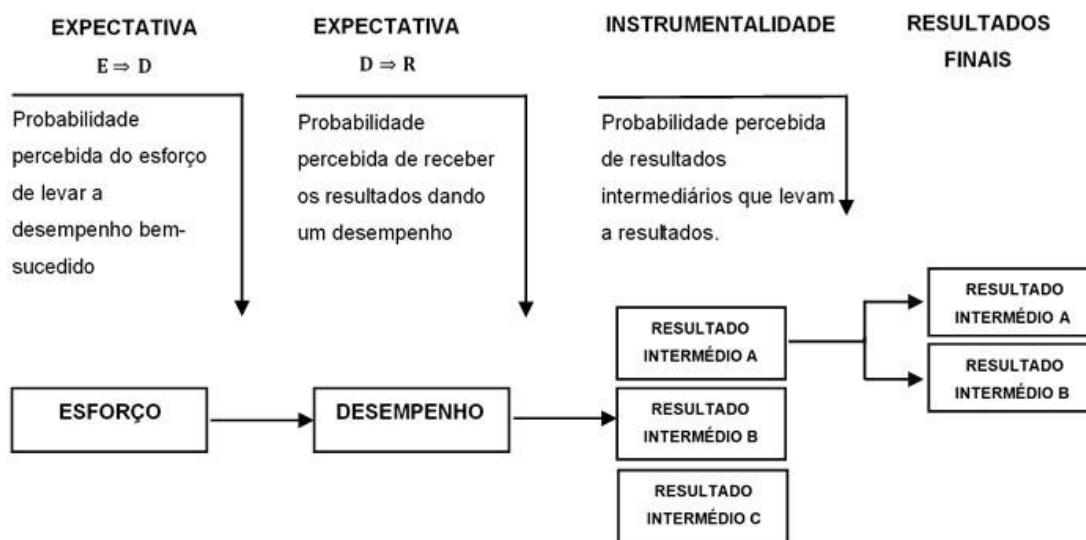 EXPECTATIVA
E ⇒ D
Probabilidade
percebida do esforço
de levar a
desempenho bem-
sucedido
EXPECTATIVA
D ⇒ R
Probabilidade
percebida de receber
os resultados dando
um desempenho
INSTRUMENTALIDADE
Probabilidade percebida
de resultados
intermediários que levam
a resultados.
RESULTADOS
FINAIS
ESFORÇO
DESEMPENHO
RESULTADO
INTERMÉDIO A
RESULTADO
INTERMÉDIO B
RESULTADO
INTERMÉDIO C
RESULTADO
INTERMÉDIO A
RESULTADO
INTERMÉDIO B